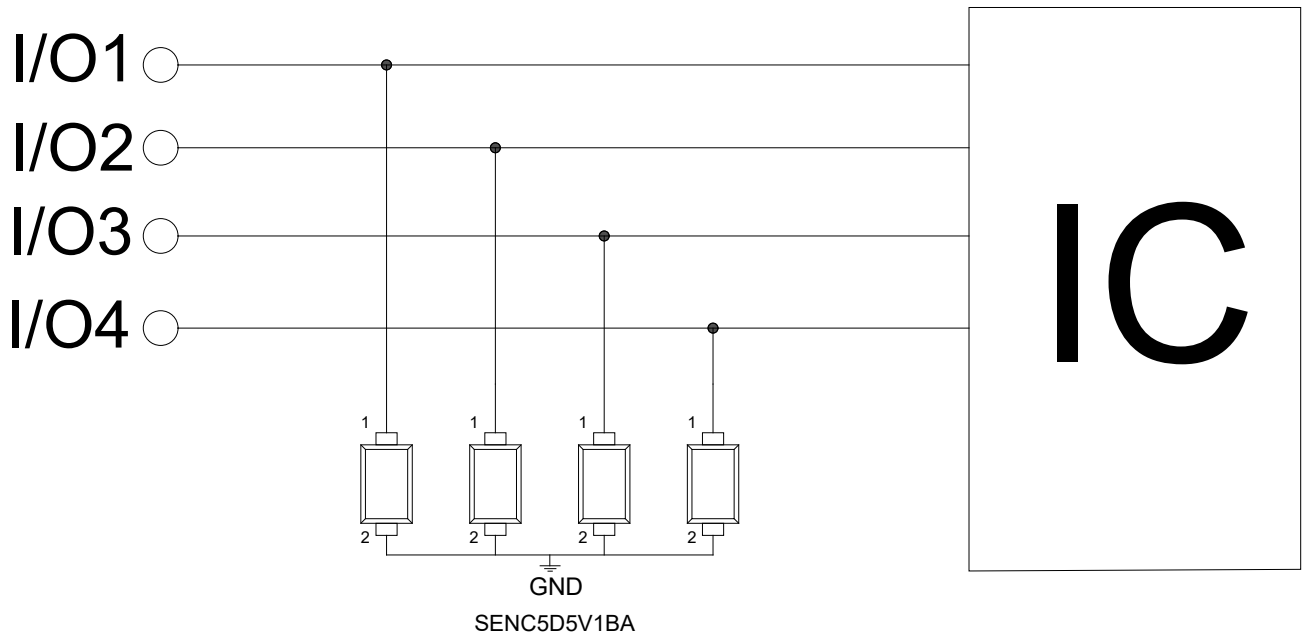 I/O1
I/O2
I/O3
I/O4
IC
1 1 1 1
2 2 2 2
GND
SENC5D5V1BA